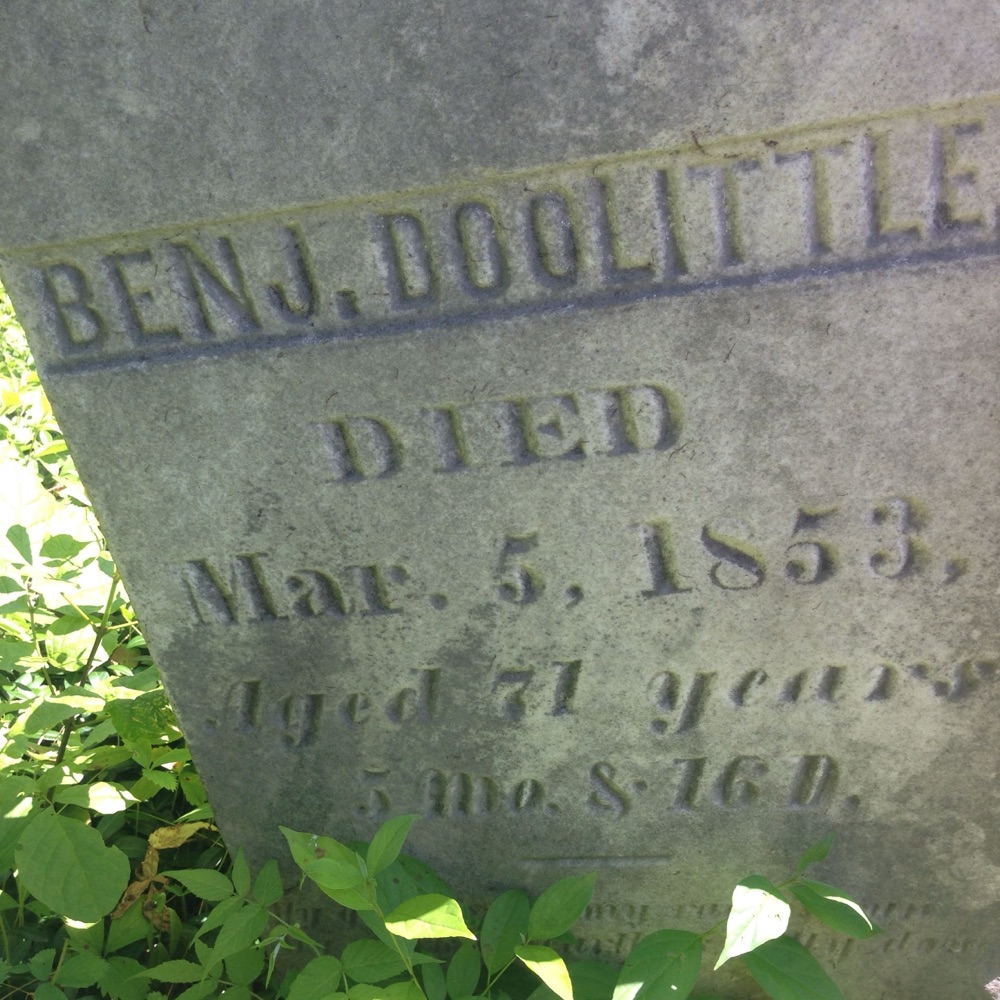 BENJ. DOOLITTLE
DIED
Mar. 5, 1853,
Aged 71 years
5 Mo. & 16 D.